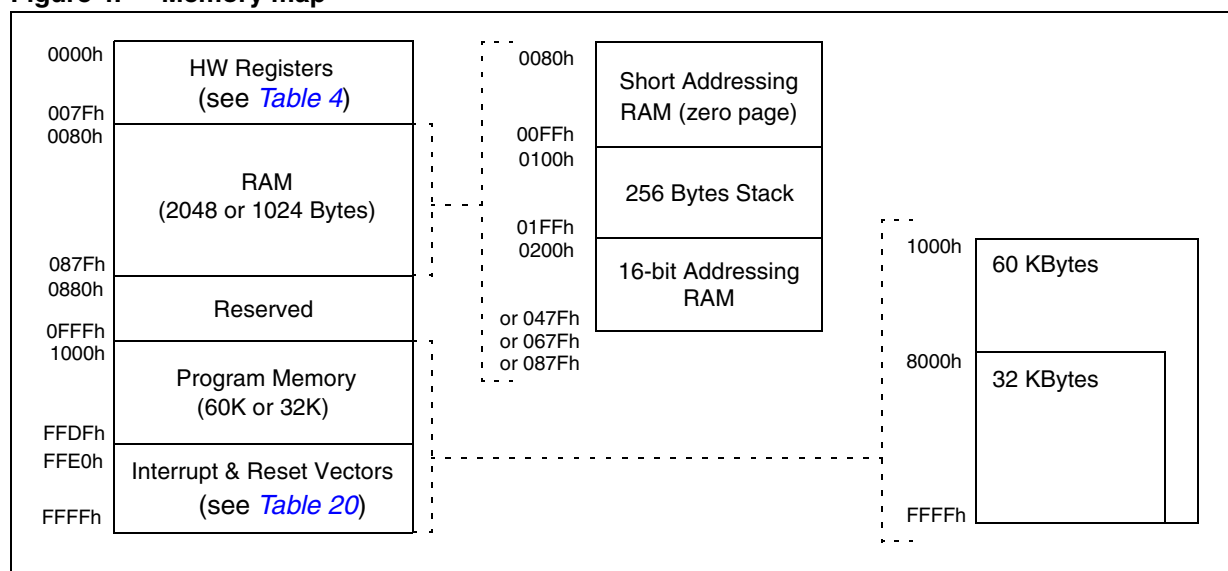 Figure 4. Memory map
0000h
HW Registers
(see Table 4)
007Fh
0080h
RAM
(2048 or 1024 Bytes)
087Fh
0880h
Reserved
0FFFh
1000h
Program Memory
(60K or 32K)
FFDFh
FFE0h
Interrupt & Reset Vectors
(see Table 20)
FFFFh
0080h
Short Addressing
RAM (zero page)
00FFh
0100h
256 Bytes Stack
01FFh
0200h
16-bit Addressing
RAM
or 047Fh
or 067Fh
or 087Fh
1000h
60 KBytes
8000h
32 KBytes
FFFFh